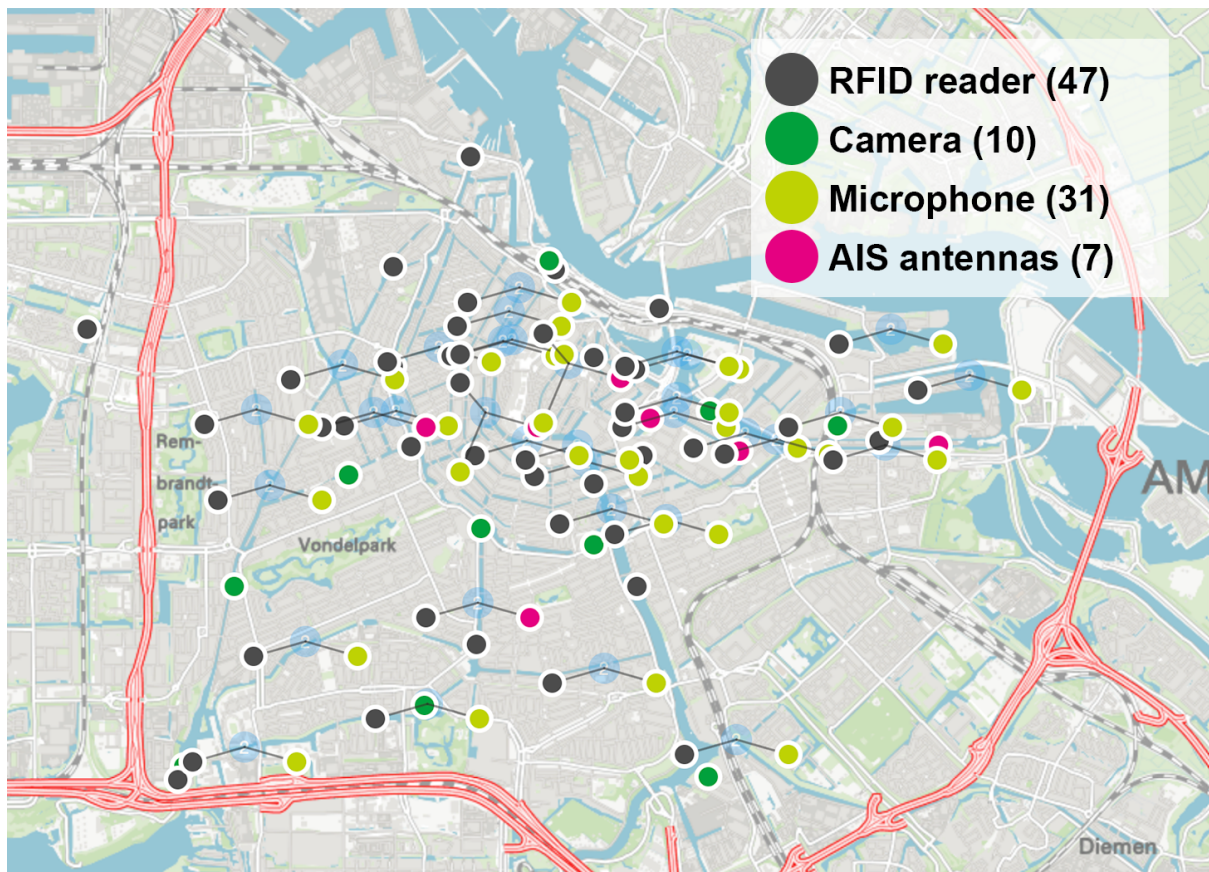 RFID reader (47)
Camera (10)
Microphone (31)
AIS antennas (7)
Rem-
brandt-
park
Vondelpark
AM
Diemen